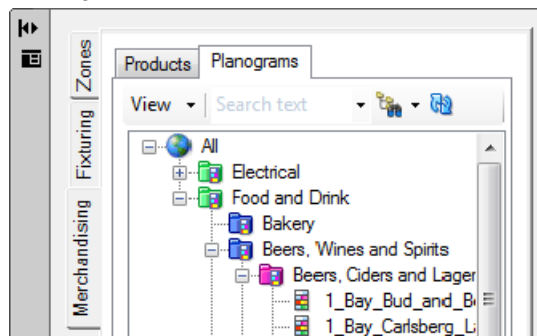 Zones
Fixturing
Merchandising
Products Planograms
View Search text
All
Electrical
Food and Drink
Bakery
Beers, Wines and Spirits
Beers, Ciders and Lager
1_Bay_Bud_and_B
1_Bay_Carlsberg_L